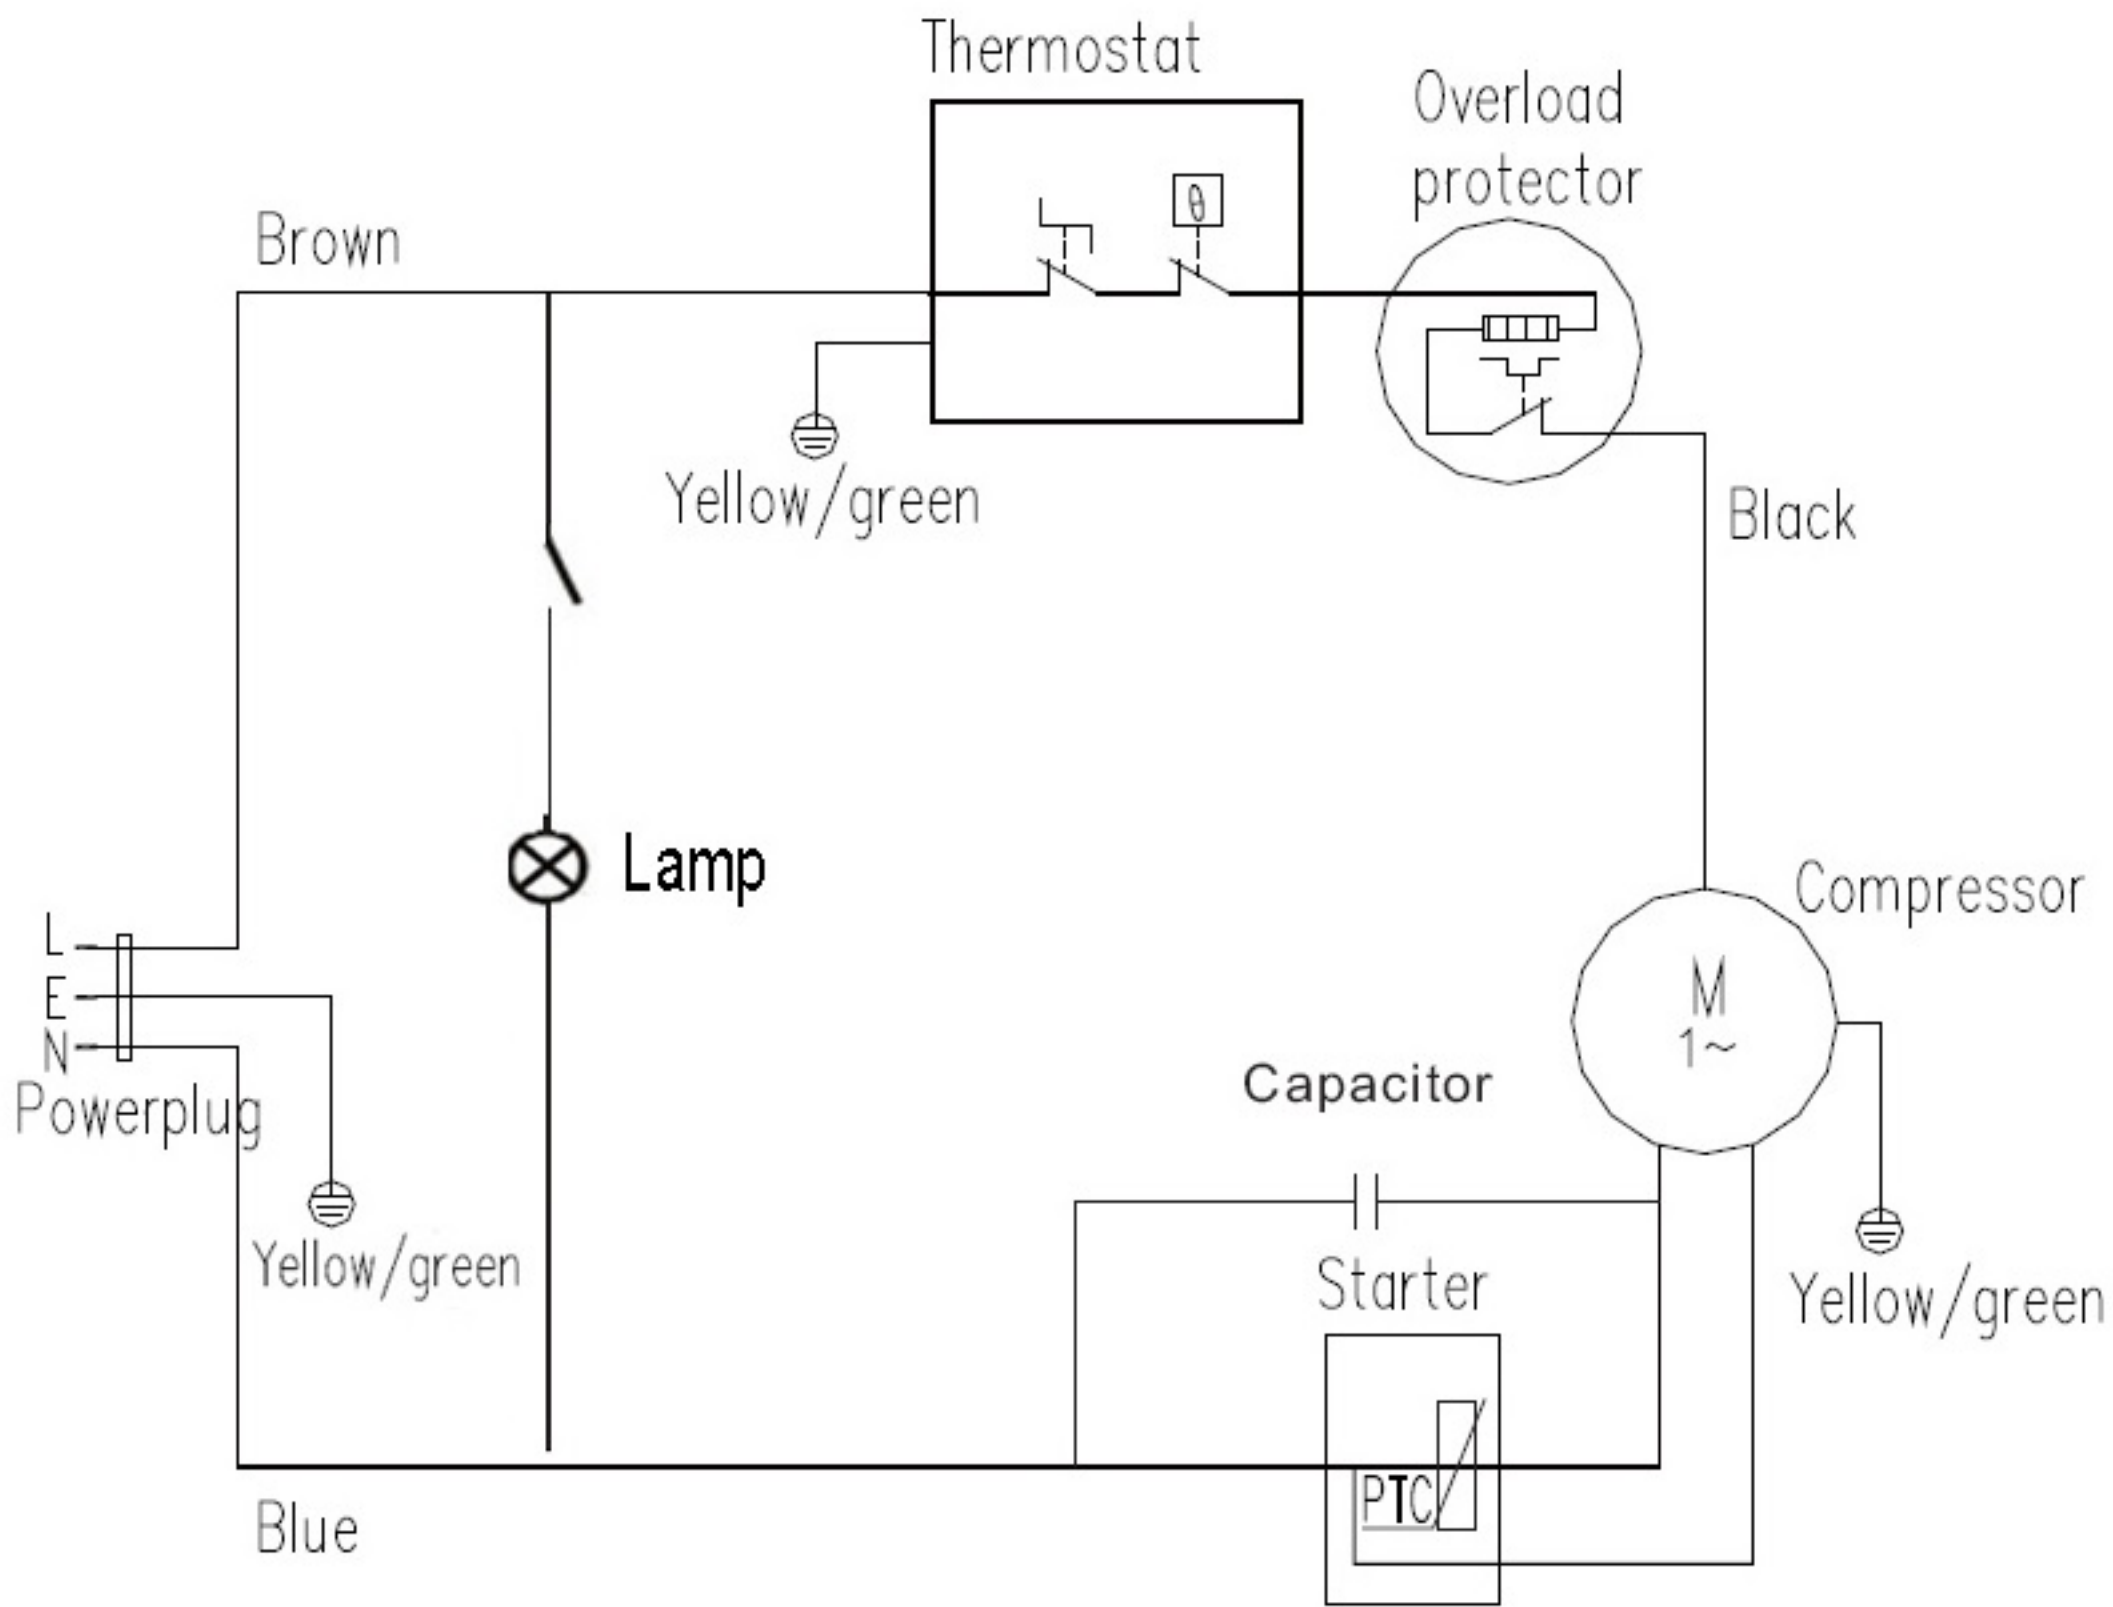 Thermostat
Overload
protector
θ
Brown
Yellow/green
Black
Lamp
Compressor
L
E
N
Powerplug
M
1~
Capacitor
Yellow/green
Starter
Yellow/green
PTC
Blue